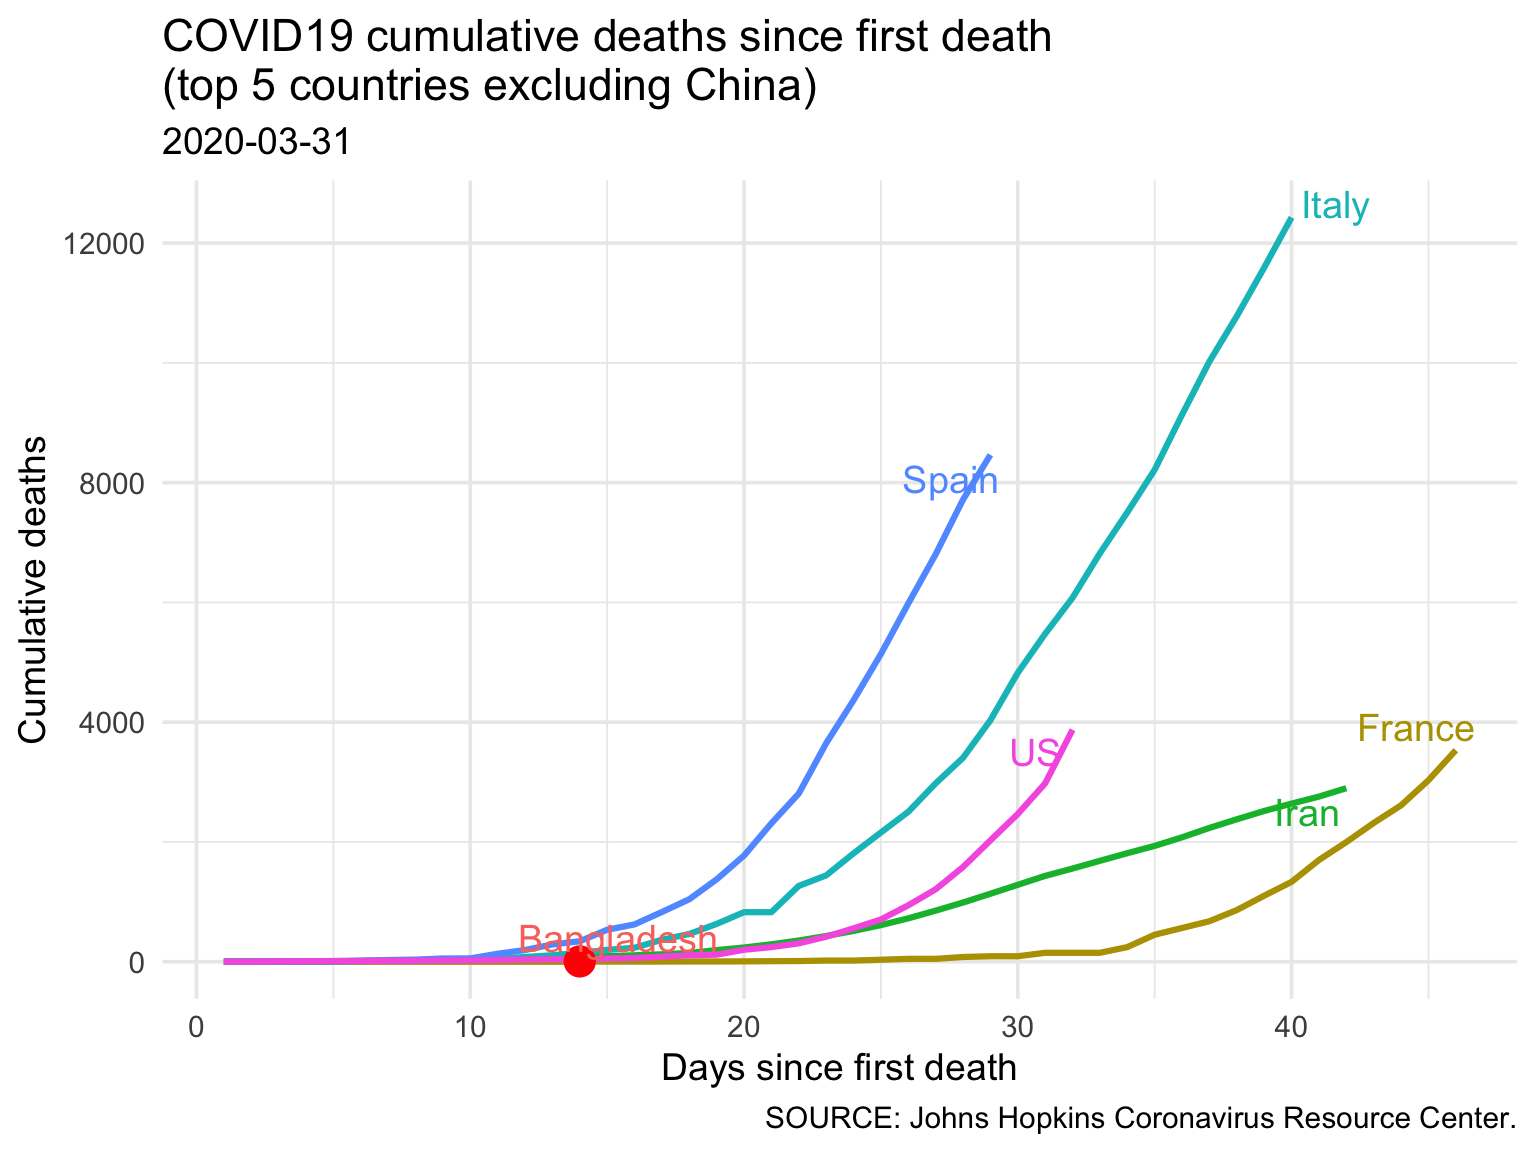 COVID19 cumulative deaths since first death
(top 5 countries excluding China)
2020-03-31
Italy
12000
Spain
8000
Cumulative deaths
4000
France
US
Iran
Bangladesh
0
0 10 20 30 40
Days since first death
SOURCE: Johns Hopkins Coronavirus Resource Center.